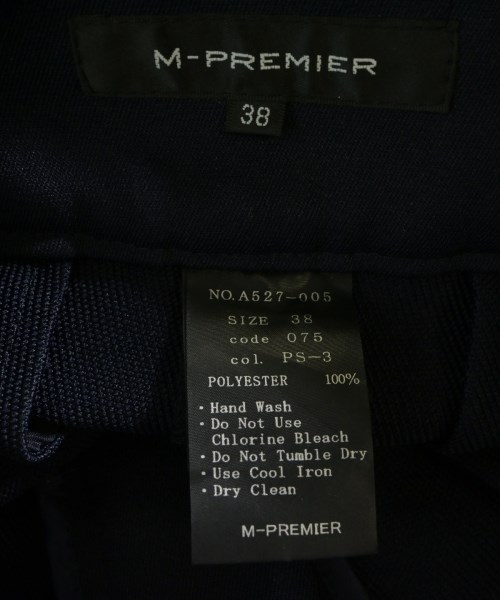 M-PREMIER
38
NO.A527-005
SIZE 38
code 075
col. PS-3
POLYESTER 100%
・Hand Wash
・Do Not Use
Chlorine Bleach
・Do Not Tumble Dry
・Use Cool Iron
・Dry Clean
M-PREMIER